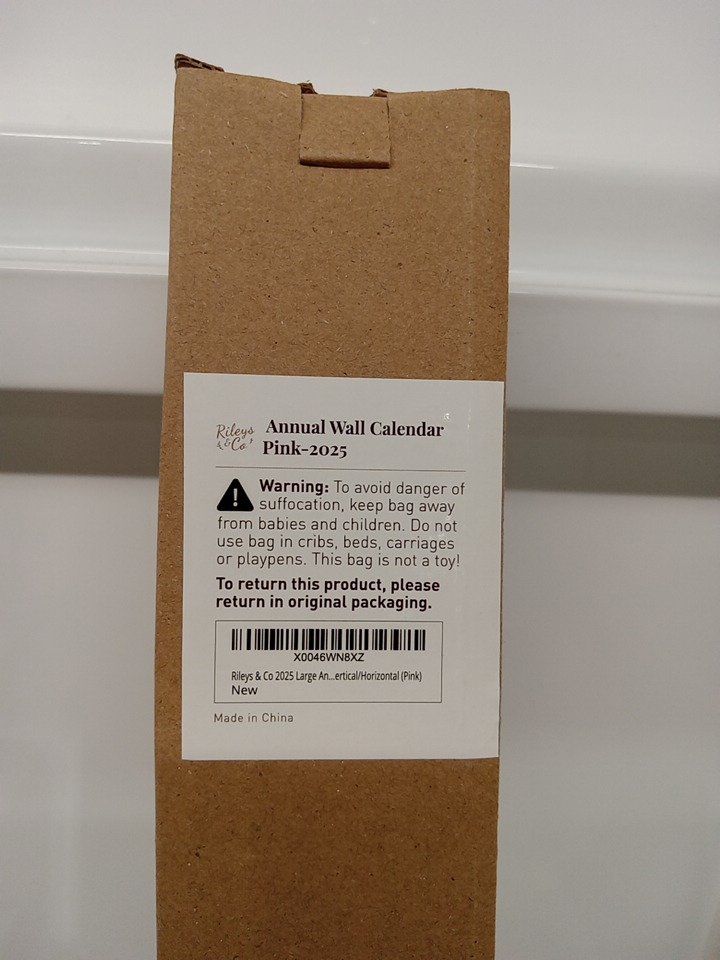 Rileys
& Co.
Annual Wall Calendar
Pink-2025
Warning: To avoid danger of
suffocation, keep bag away
from babies and children. Do not
use bag in cribs, beds, carriages
or playpens. This bag is not a toy!
To return this product, please
return in original packaging.
X0046WN8XZ
Rileys & Co 2025 Large An...ertical/Horizontal (Pink)
New
Made in China